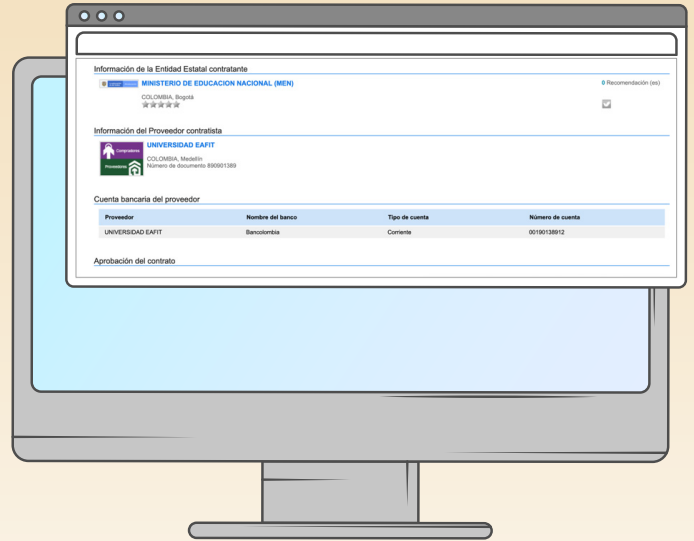 Información de la Entidad Estatal contratante
MINISTERIO DE EDUCACION NACIONAL (MEN)
0 Recomendación (es)
COLOMBIA, Bogotá
Información del Proveedor contratista
Compradores
Proveedores
UNIVERSIDAD EAFIT
COLOMBIA, Medellín
Número de documento 890901389
Cuenta bancaria del proveedor
Proveedor Nombre del banco Tipo de cuenta Número de cuenta
UNIVERSIDAD EAFIT Bancolombia Corriente 00190138912
Aprobación del contrato